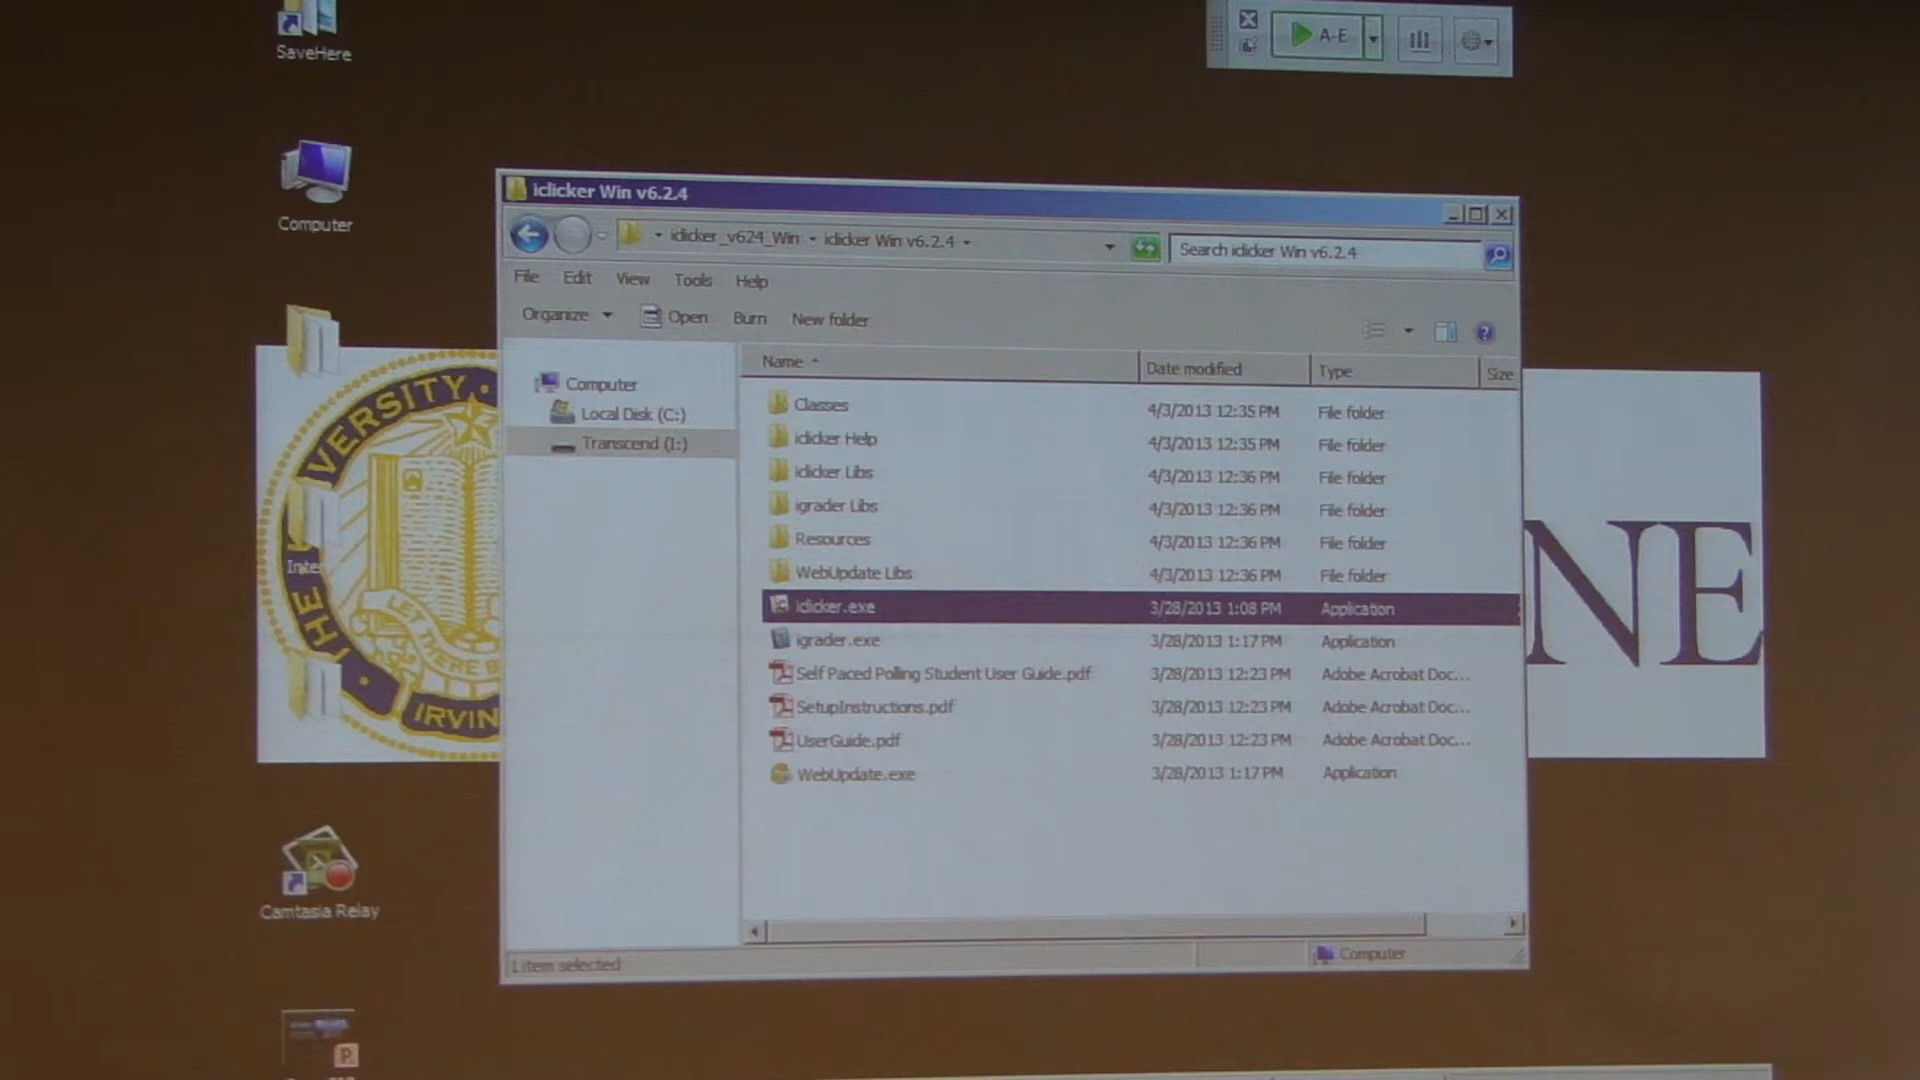 SaveHere
A-E
Computer
iclicker Win v6.2.4
iclicker_v624_Win iclicker Win v6.2.4
Search iclicker Win v6.2.4
File Edit View Tools Help
Organize Open Burn New folder
Name Date modified Type Size
Computer
Local Disk (C:)
Transcend (I:)
Classes 4/3/2013 12:35 PM File folder
iclicker Help 4/3/2013 12:35 PM File folder
iclicker Libs 4/3/2013 12:36 PM File folder
igrader Libs 4/3/2013 12:36 PM File folder
Resources 4/3/2013 12:36 PM File folder
WebUpdate Libs 4/3/2013 12:36 PM File folder
iclicker.exe 3/28/2013 1:08 PM Application
igrader.exe 3/28/2013 1:17 PM Application
Self Paced Polling Student User Guide.pdf 3/28/2013 12:23 PM Adobe Acrobat Doc...
SetupInstructions.pdf 3/28/2013 12:23 PM Adobe Acrobat Doc...
UserGuide.pdf 3/28/2013 12:23 PM Adobe Acrobat Doc...
WebUpdate.exe 3/28/2013 1:17 PM Application
1 item selected
Computer
VERSITY
THE
LET THERE B
IRVIN
Inter
NE
Camtasia Relay
P